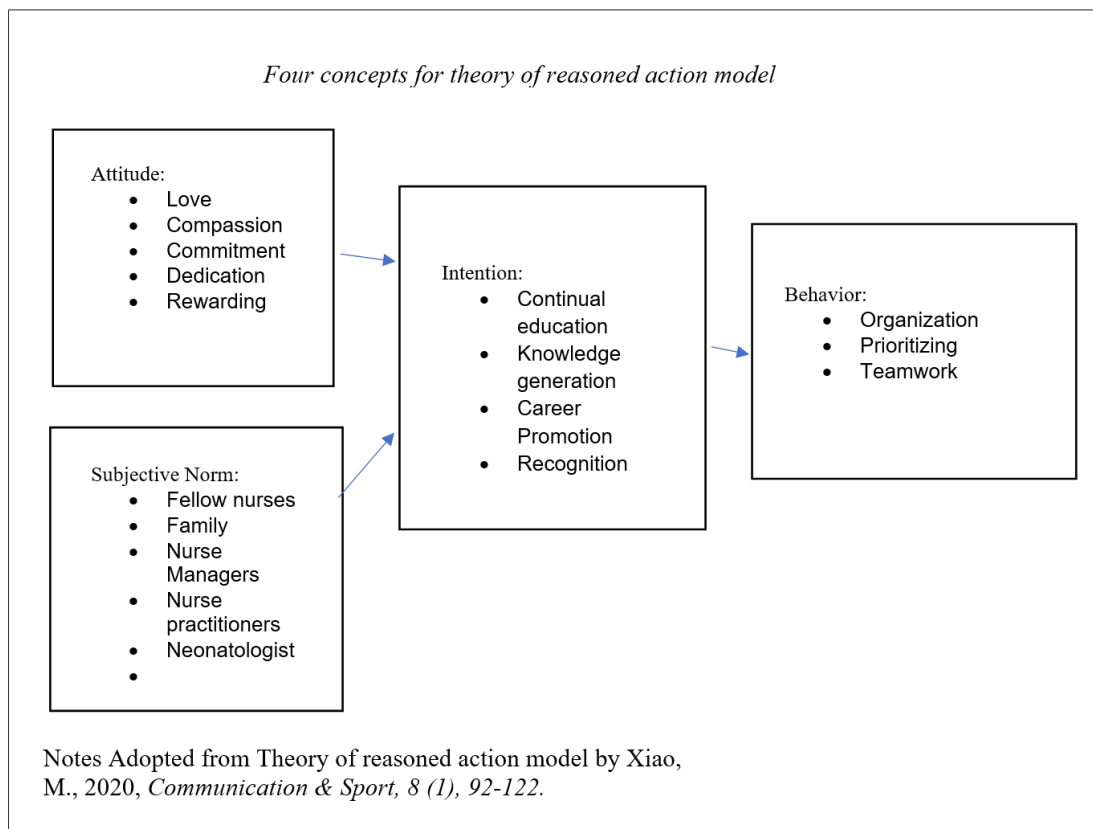 Four concepts for theory of reasoned action model
Attitude:
• Love
• Compassion
• Commitment
• Dedication
• Rewarding
Subjective Norm:
• Fellow nurses
• Family
• Nurse
Managers
• Nurse
practitioners
• Neonatologist
•
Intention:
• Continual
education
• Knowledge
generation
• Career
Promotion
• Recognition
Behavior:
• Organization
• Prioritizing
• Teamwork
Notes Adopted from Theory of reasoned action model by Xiao,
M., 2020, Communication & Sport, 8 (1), 92-122.